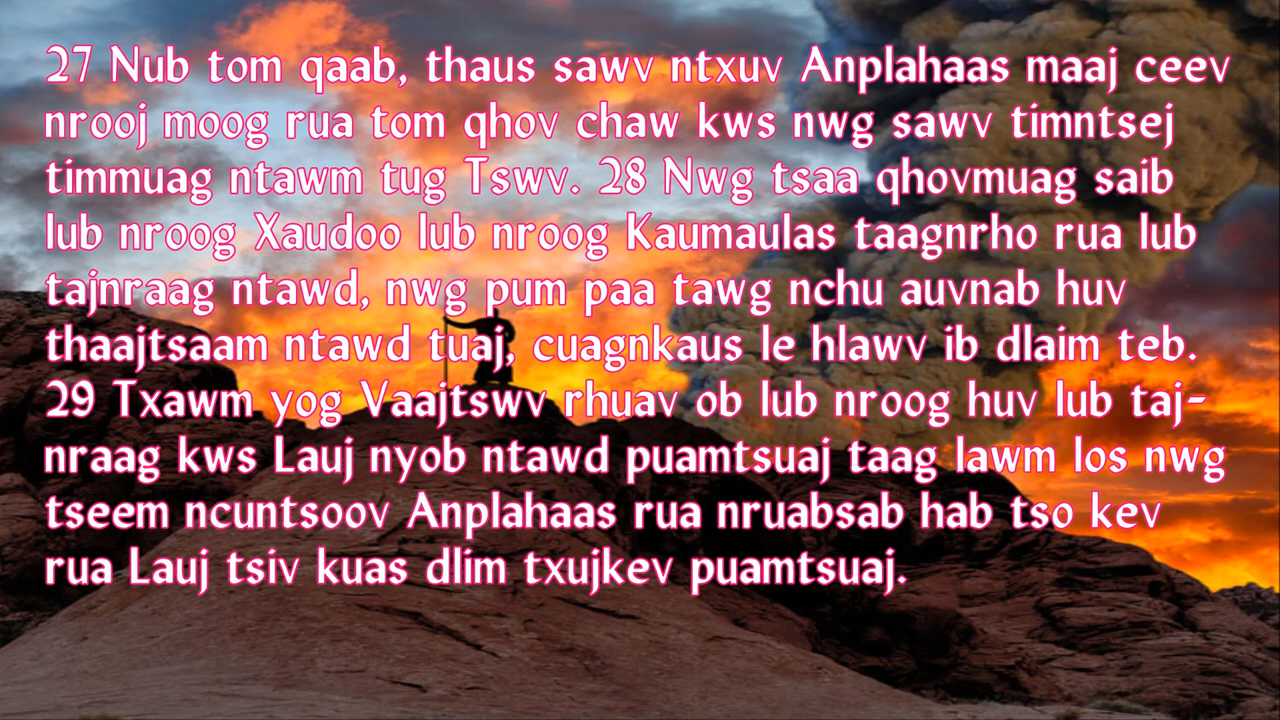 27 Nub tom qaab, thaus sawv ntxuv Anplahaas maaj ceev
nrooj moog rua tom qhov chaw kws nwg sawv timntsej
timmuag ntawm tug Tswv. 28 Nwg tsaa qhovmuag saib
lub nroog Xaudoo lub nroog Kaumaulas taagnrho rua lub
tajnraag ntawd, nwg pum paa tawg nchu auvnab huv
thaajtsaam ntawd tuaj, cuagnkaus le hlawv ib dlaim teb.
29 Txawm yog Vaajtswv rhuav ob lub nroog huv lub taj-
nraag kws Lauj nyob ntawd puamtsuaj taag lawm los nwg
tseem ncuntsoov Anplahaas rua nruabsab hab tso kev
rua Lauj tsiv kuas dlim txujkev puamtsuaj.